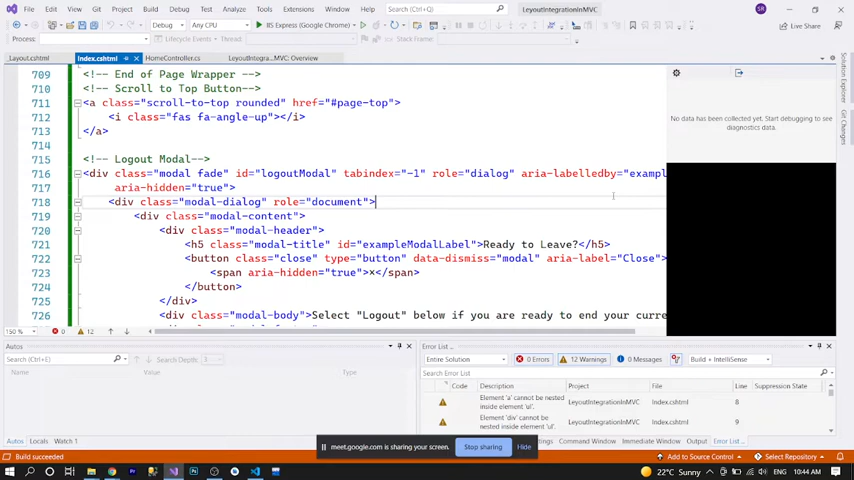 File Edit View Git Project Build Debug Test Analyze Tools Extensions Window Help Search (Ctrl+Q) LeyoutIntegrationInMVC SR
Debug Any CPU IIS Express (Google Chrome) Live Share
Process: Lifecycle Events Thread: Stack Frame:
_Layout.cshtml Index.cshtml HomeController.cs LeyoutIntegra...MVC: Overview
709 <!-- End of Page Wrapper -->
710 <!-- Scroll to Top Button-->
711 <a class="scroll-to-top rounded" href="#page-top">
712 <i class="fas fa-angle-up"></i>
713 </a>
714
715 <!-- Logout Modal-->
716 <div class="modal fade" id="logoutModal" tabindex="-1" role="dialog" aria-labelledby="exampl
717 aria-hidden="true">
718 <div class="modal-dialog" role="document">
719 <div class="modal-content">
720 <div class="modal-header">
721 <h5 class="modal-title" id="exampleModalLabel">Ready to Leave?</h5>
722 <button class="close" type="button" data-dismiss="modal" aria-label="Close">
723 <span aria-hidden="true">×</span>
724 </button>
725 </div>
726 <div class="modal-body">Select "Logout" below if you are ready to end your curre
No data has been collected yet. Start debugging to see
diagnostics data.
Solution Explorer
Git Changes
150 % 0 12
Autos
Search (Ctrl+E) Search Depth: 3
Name Value Type
Autos Locals Watch 1
Error List ...
Entire Solution 0 Errors 12 Warnings 0 Messages Build + IntelliSense
Search Error List
Code Description Project File Line Suppression State
Element 'a' cannot be nested
inside element 'ul'. LeyoutIntegrationInMVC Index.cshtml 8
Element 'div' cannot be
nested inside element 'ul'. LeyoutIntegrationInMVC Index.cshtml 9
ttings Command Window Immediate Window Output Error List ...
meet.google.com is sharing your screen. Stop sharing Hide
Build succeeded Add to Source Control Select Repository
22°C Sunny ENG 10:44 AM